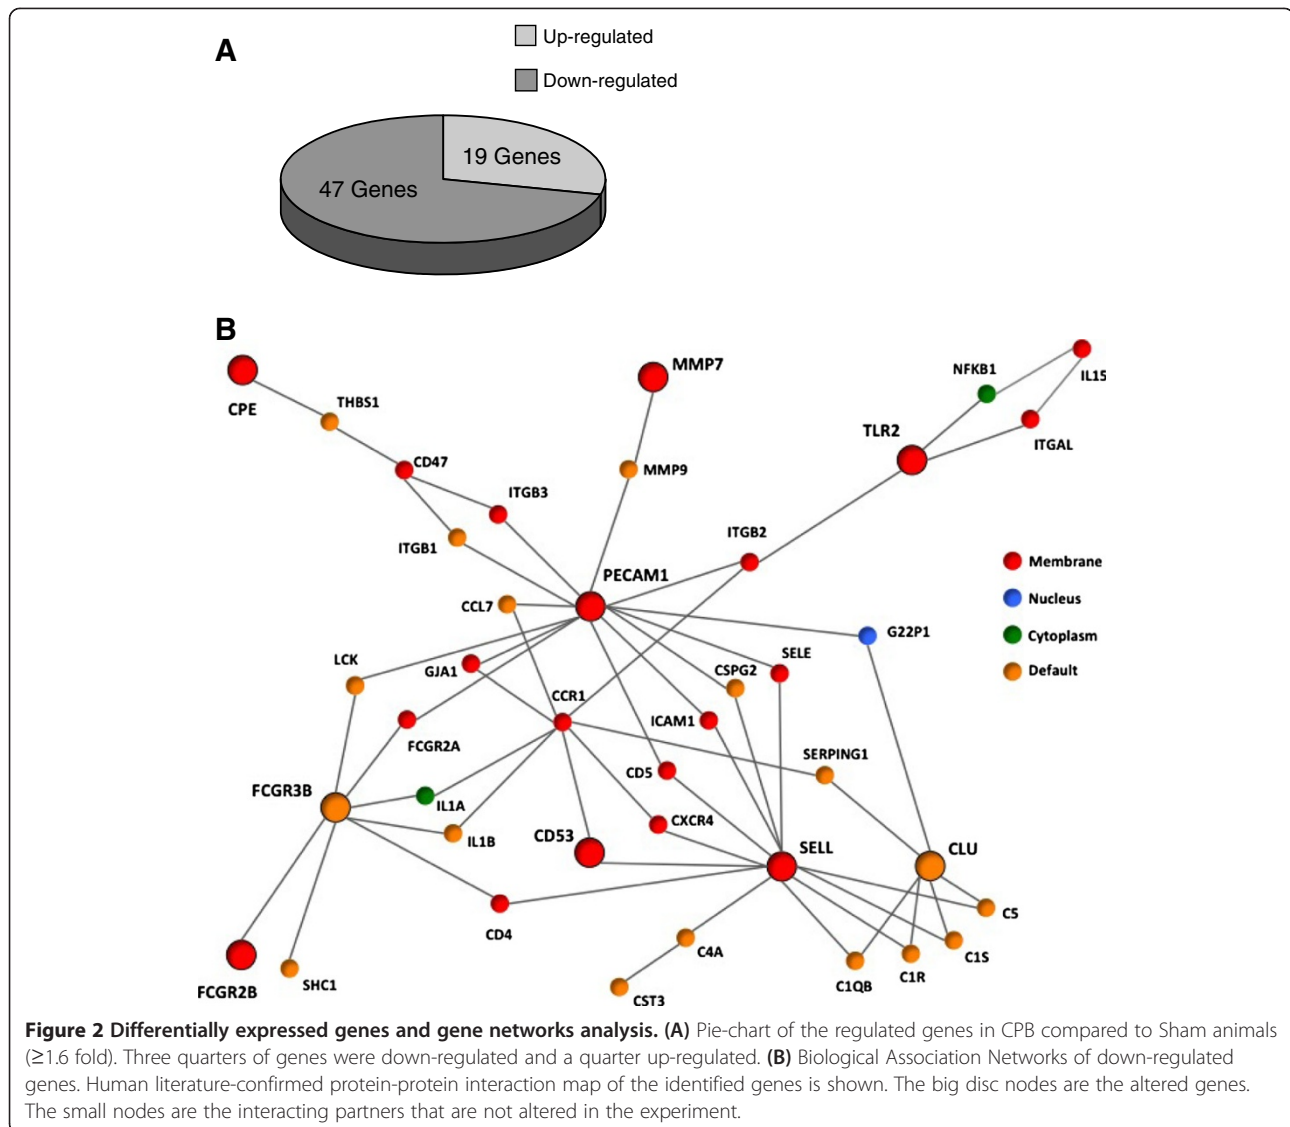 A
Up-regulated
Down-regulated
19 Genes
47 Genes
B
CPE
THBS1
CD47
ITGB3
ITGB1
MMP7
MMP9
NFKB1
IL15
TLR2
ITGAL
ITGB2
PECAM1
CCL7
Membrane
Nucleus
Cytoplasm
Default
G22P1
LCK
GJA1
SELE
CSPG2
CCR1
ICAM1
FCGR2A
SERPING1
CD5
FCGR3B
IL1A
IL1B
CD53
CXCR4
SELL
CLU
C5
CD4
C4A
C1S
C1R
C1QB
CST3
FCGR2B
SHC1
Figure 2 Differentially expressed genes and gene networks analysis. (A) Pie-chart of the regulated genes in CPB compared to Sham animals
(≥1.6 fold). Three quarters of genes were down-regulated and a quarter up-regulated. (B) Biological Association Networks of down-regulated
genes. Human literature-confirmed protein-protein interaction map of the identified genes is shown. The big disc nodes are the altered genes.
The small nodes are the interacting partners that are not altered in the experiment.